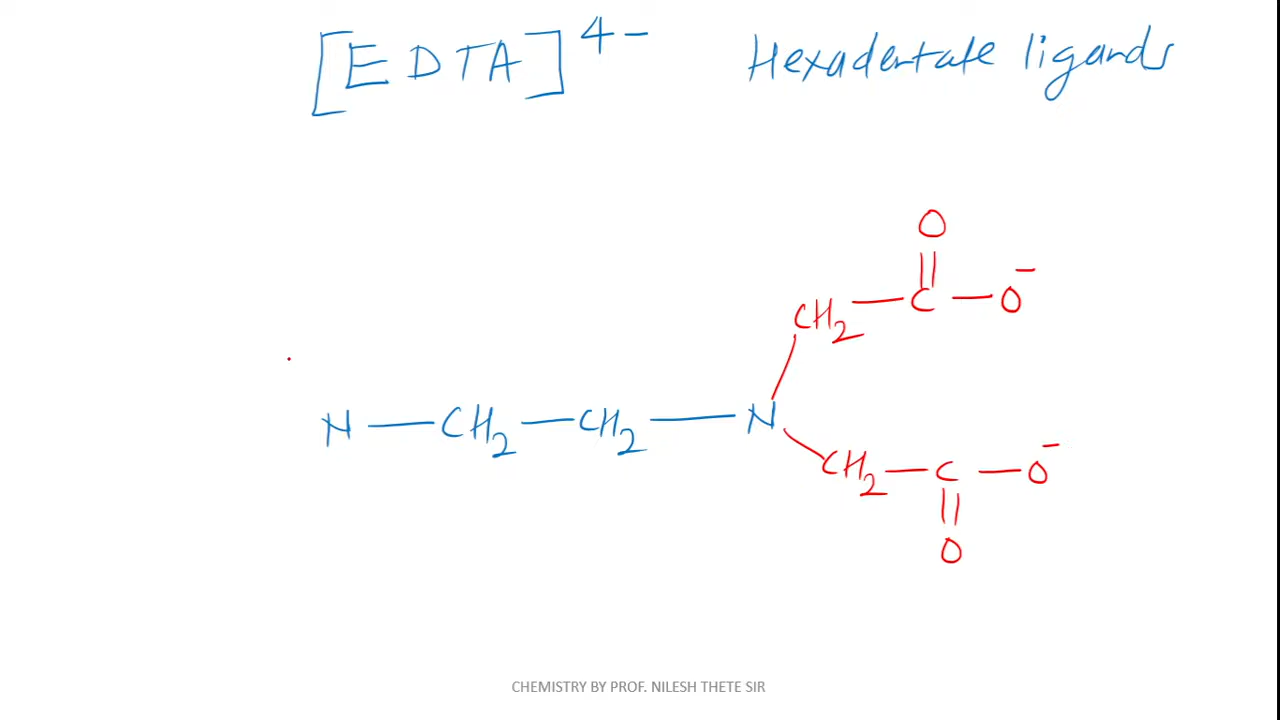 [EDTA]⁴⁻ Hexadentate ligands
O
||
CH₂ — C — O⁻
N — CH₂ — CH₂ — N
CH₂ — C — O⁻
||
O
CHEMISTRY BY PROF. NILESH THETE SIR